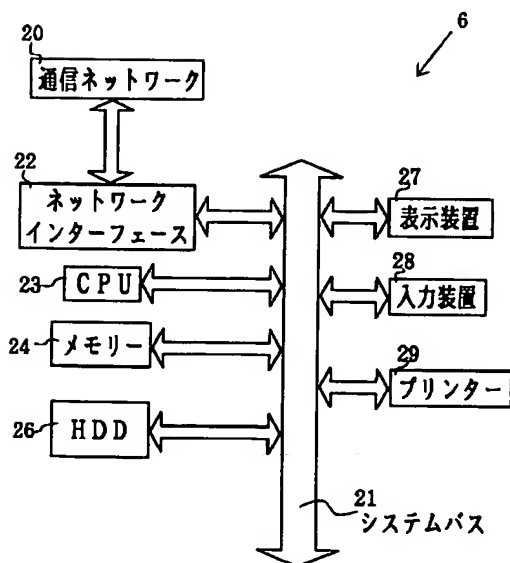 6
20
通信ネットワーク
22
ネットワーク
インターフェース
23
CPU
24
メモリー
26
HDD
27
表示装置
28
入力装置
29
プリンター
21
システムバス